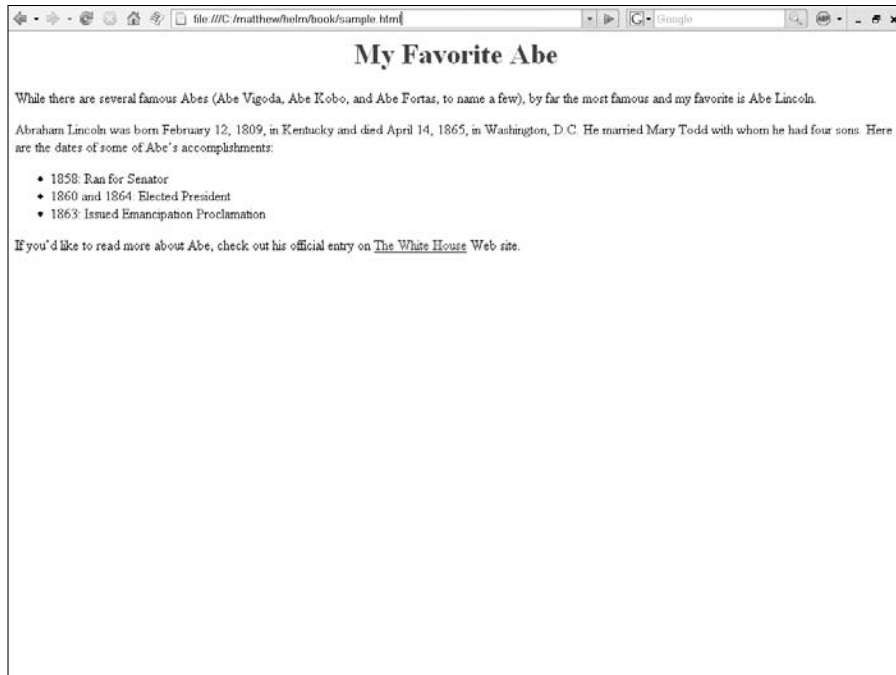 file:///C:/matthew/helm/book/sample.html
G
Google
ABP
My Favorite Abe
While there are several famous Abes (Abe Vigoda, Abe Kobo, and Abe Fortas, to name a few), by far the most famous and my favorite is Abe Lincoln.
Abraham Lincoln was born February 12, 1809, in Kentucky and died April 14, 1865, in Washington, D.C. He married Mary Todd with whom he had four sons. Here
are the dates of some of Abe's accomplishments:
• 1858: Ran for Senator
• 1860 and 1864: Elected President
• 1863: Issued Emancipation Proclamation
If you'd like to read more about Abe, check out his official entry on The White House Web site.